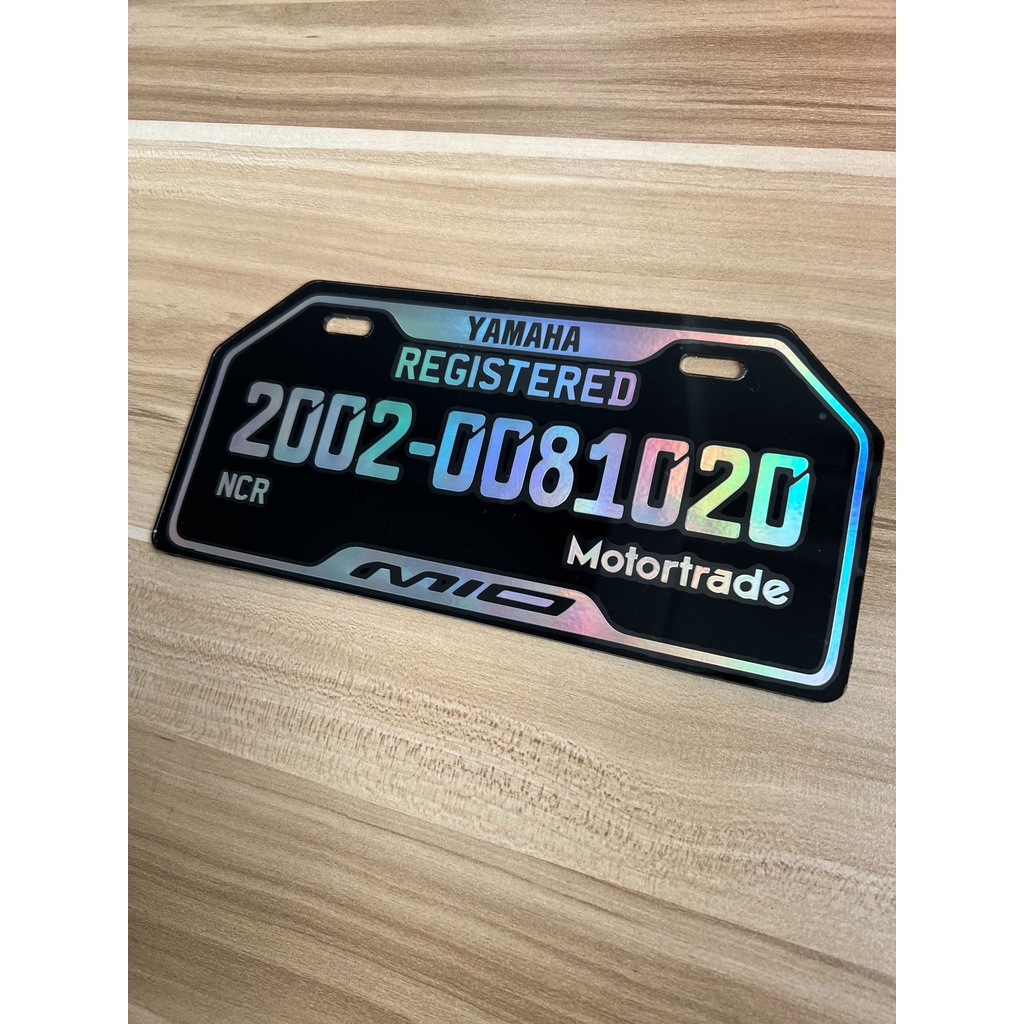 YAMAHA
REGISTERED
2002-0081020
NCR
Motortrade
MIO